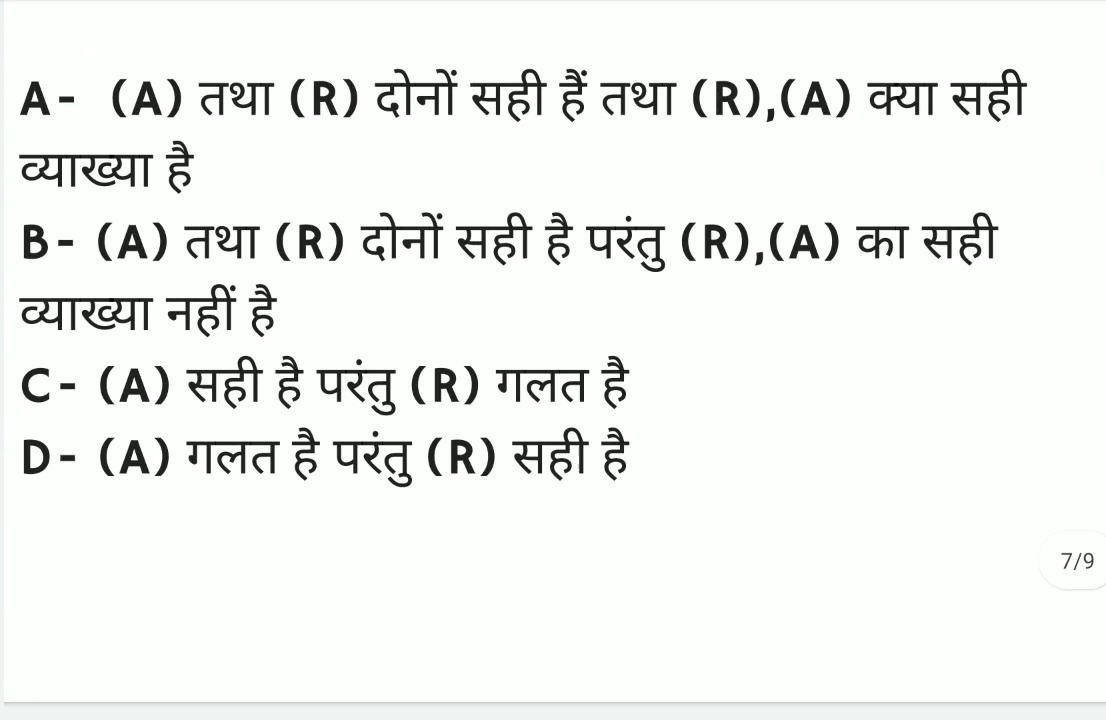 A- (A) तथा (R) दोनों सही हैं तथा (R),(A) क्या सही
व्याख्या है
B- (A) तथा (R) दोनों सही है परंतु (R),(A) का सही
व्याख्या नहीं है
C- (A) सही है परंतु (R) गलत है
D- (A) गलत है परंतु (R) सही है
7/9